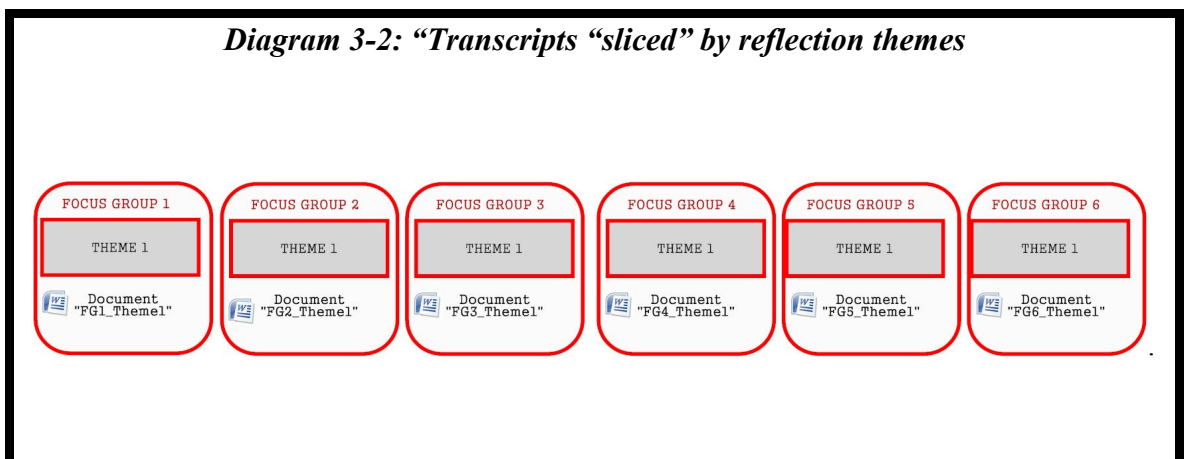 Diagram 3-2: “Transcripts “sliced” by reflection themes
FOCUS GROUP 1
THEME 1
Document
"FG1_Theme1"
FOCUS GROUP 2
THEME 1
Document
"FG2_Theme1"
FOCUS GROUP 3
THEME 1
Document
"FG3_Theme1"
FOCUS GROUP 4
THEME 1
Document
"FG4_Theme1"
FOCUS GROUP 5
THEME 1
Document
"FG5_Theme1"
FOCUS GROUP 6
THEME 1
Document
"FG6_Theme1"
.